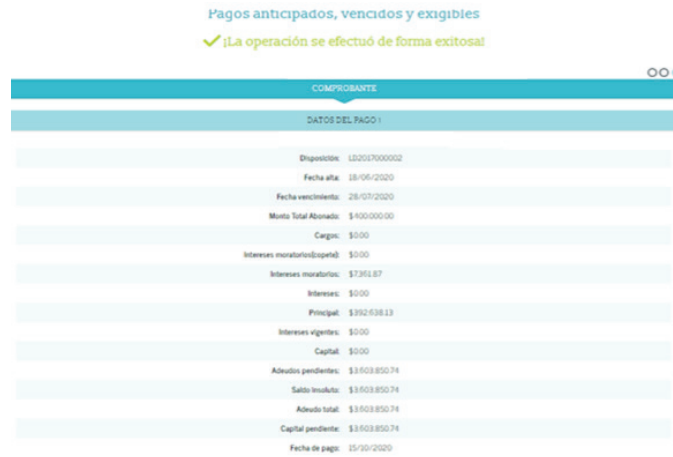 Pagos anticipados, vencidos y exigibles
¡La operación se efectuó de forma exitosa!
COMPROBANTE
DATOS DEL PAGO 1
Disposición: LD2017000002
Fecha alta: 18/06/2020
Fecha vencimiento: 28/07/2020
Monto Total Abonado: $400.000.00
Cargos: $0.00
Intereses moratorios(copete): $0.00
Intereses moratorios: $7.361.87
Intereses: $0.00
Principal: $392.638.13
Intereses vigentes: $0.00
Capital: $0.00
Adeudos pendientes: $3.603.850.74
Saldo Insoluto: $3.603.850.74
Adeudo total: $3.603.850.74
Capital pendiente: $3.603.850.74
Fecha de pago: 15/10/2020